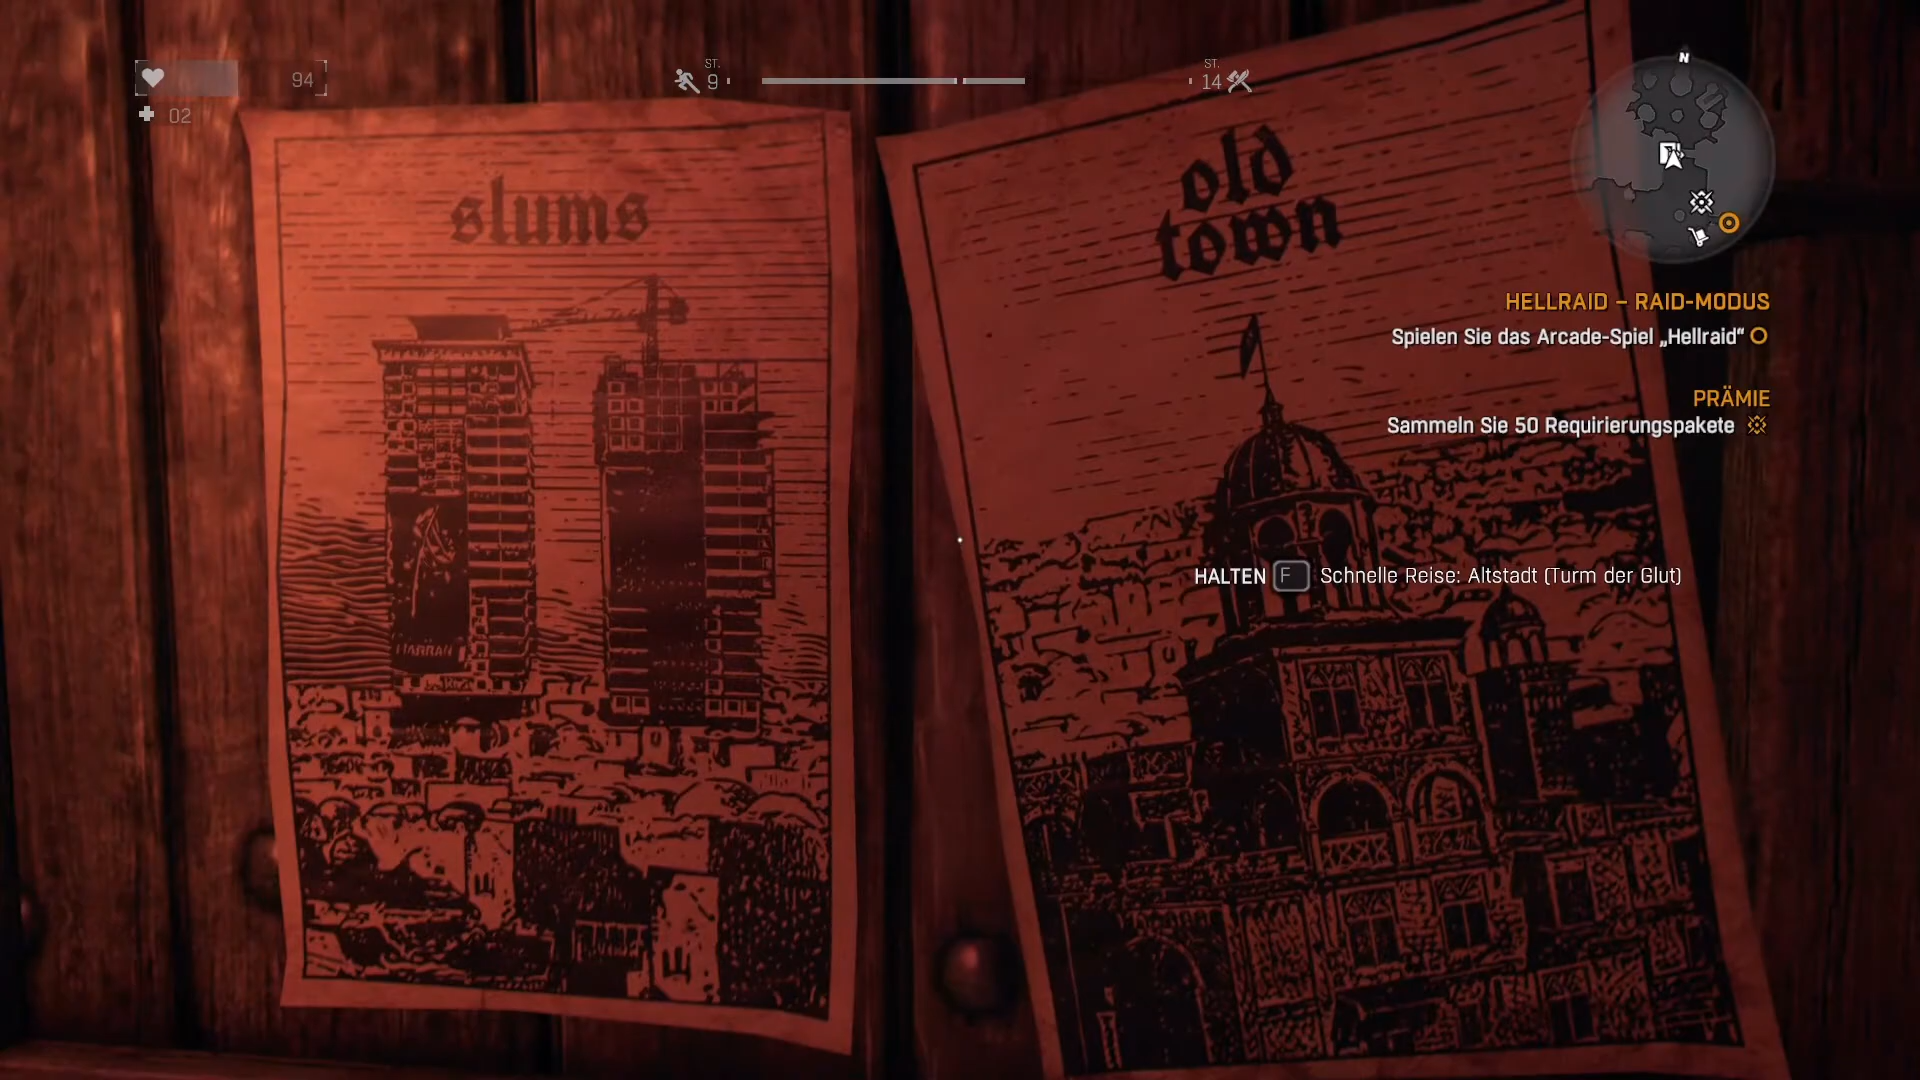 94
02
ST.
9
ST.
14
N
slums
old
town
HELLRAID – RAID-MODUS
Spielen Sie das Arcade-Spiel „Hellraid“
PRÄMIE
Sammeln Sie 50 Requirierungspakete
HALTEN F Schnelle Reise: Altstadt (Turm der Glut)
HARRAN